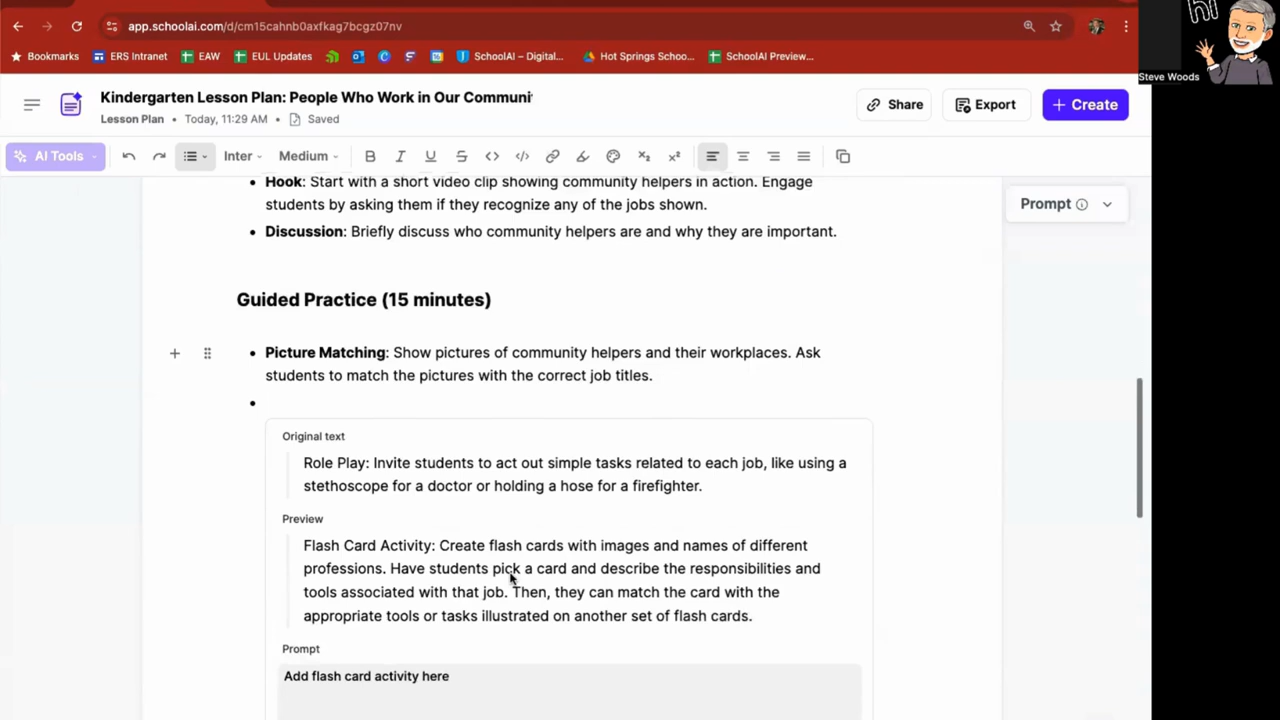 app.schoolai.com/d/cm15cahnb0axfkag7bcgz07nv
Bookmarks ERS Intranet EAW EUL Updates SchoolAI – Digital... Hot Springs Schoo... SchoolAI Preview...
hi
Steve Woods
Kindergarten Lesson Plan: People Who Work in Our Communi
Lesson Plan • Today, 11:29 AM • Saved
Share Export + Create
AI Tools Inter Medium B I U S
Prompt
• Hook: Start with a short video clip showing community helpers in action. Engage
students by asking them if they recognize any of the jobs shown.
• Discussion: Briefly discuss who community helpers are and why they are important.
Guided Practice (15 minutes)
• Picture Matching: Show pictures of community helpers and their workplaces. Ask
students to match the pictures with the correct job titles.
•
Original text
Role Play: Invite students to act out simple tasks related to each job, like using a
stethoscope for a doctor or holding a hose for a firefighter.
Preview
Flash Card Activity: Create flash cards with images and names of different
professions. Have students pick a card and describe the responsibilities and
tools associated with that job. Then, they can match the card with the
appropriate tools or tasks illustrated on another set of flash cards.
Prompt
Add flash card activity here